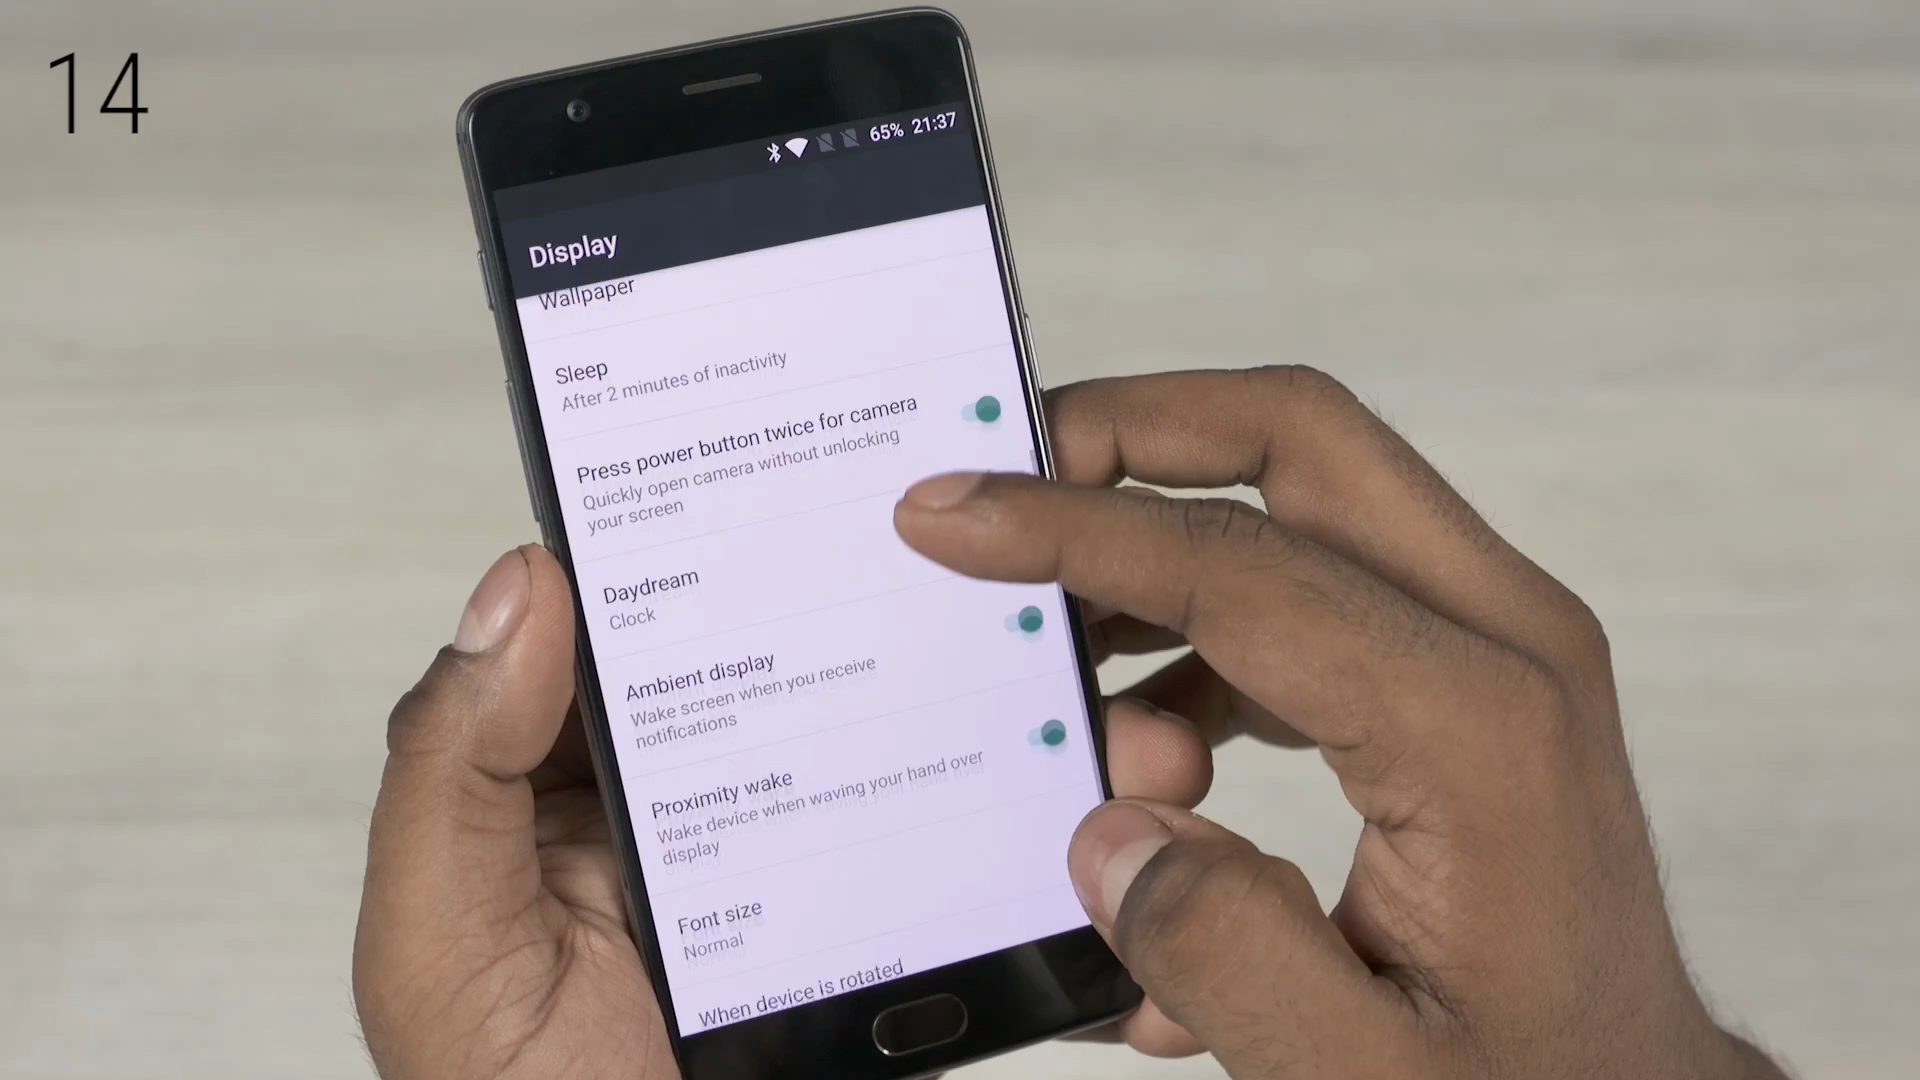 14
65% 21:37
Display
Wallpaper
Sleep
After 2 minutes of inactivity
Press power button twice for camera
Quickly open camera without unlocking
your screen
Daydream
Clock
Ambient display
Wake screen when you receive
notifications
Proximity wake
Wake device when waving your hand over
display
Font size
Normal
When device is rotated